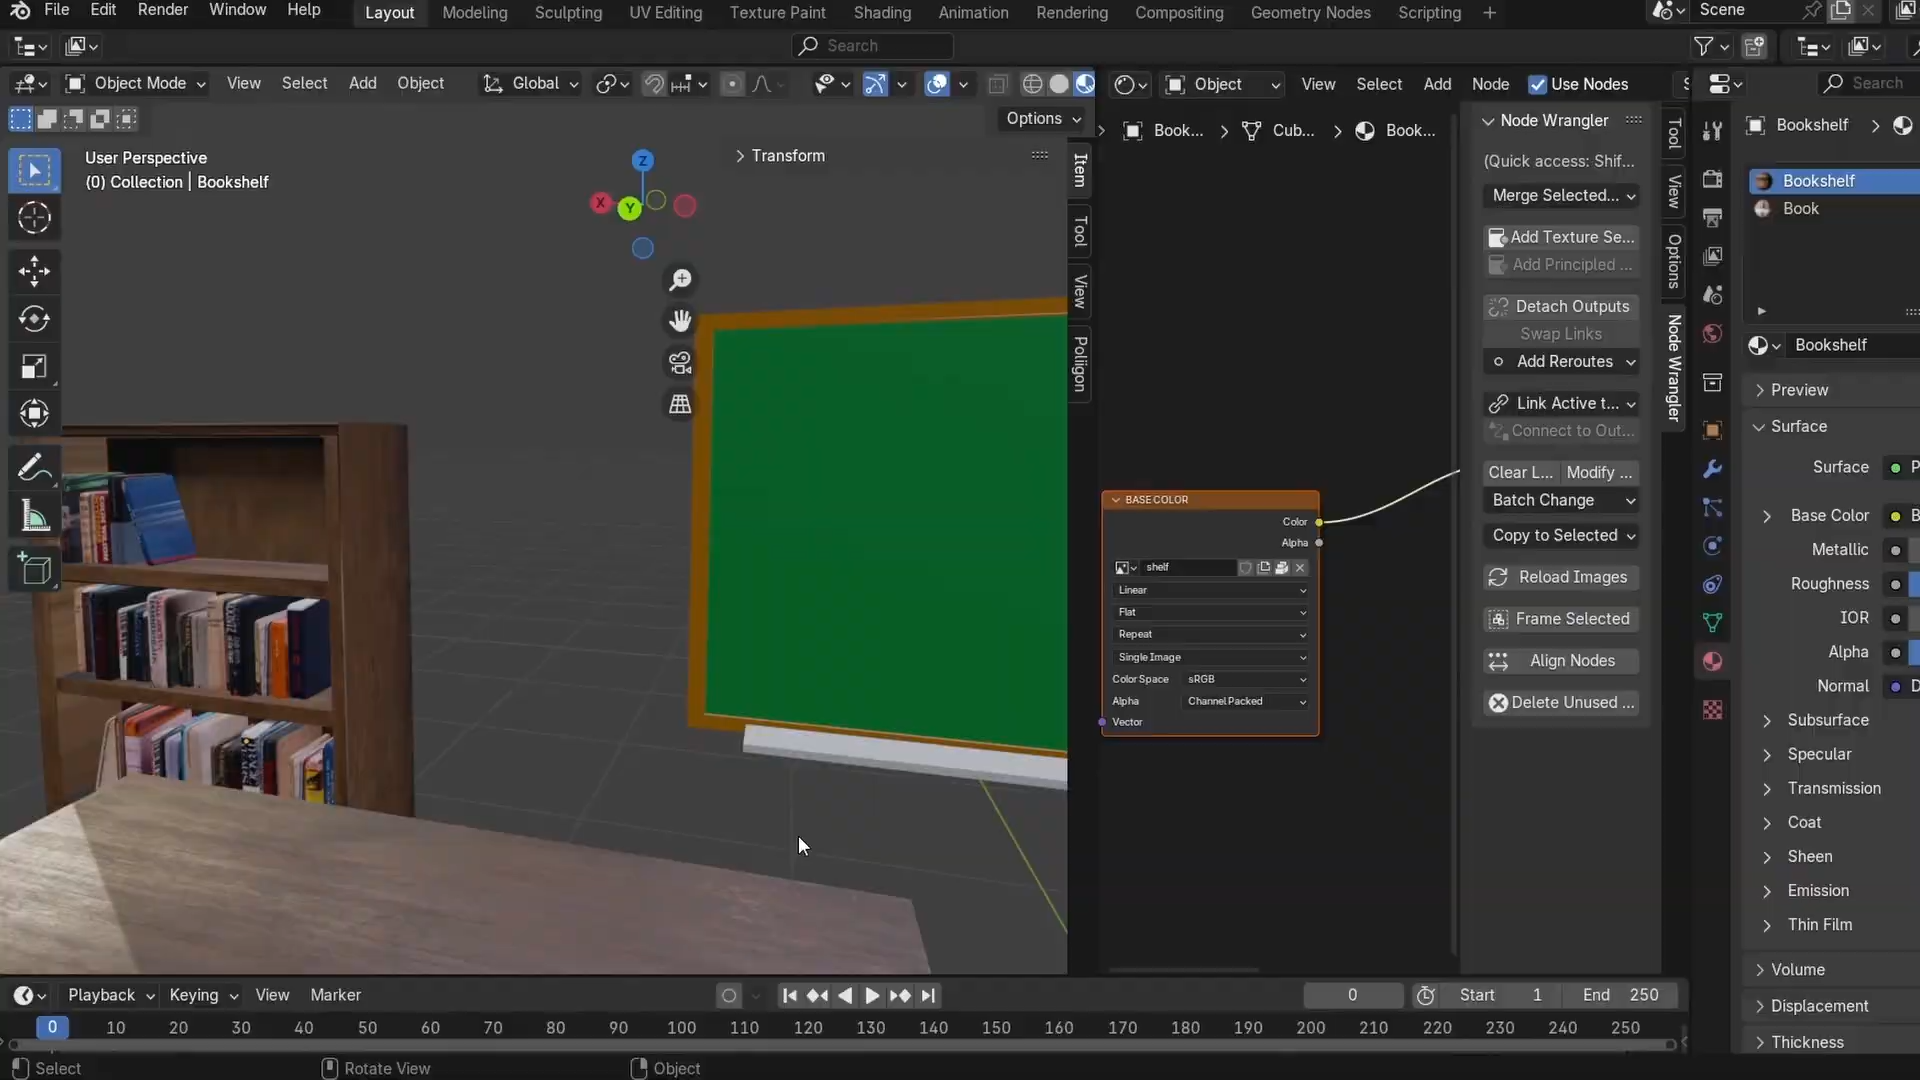 File Edit Render Window Help Layout Modeling Sculpting UV Editing Texture Paint Shading Animation Rendering Compositing Geometry Nodes Scripting + Scene
Search
Object Mode View Select Add Object Global
Object View Select Add Node Use Nodes
Search
Options
User Perspective
(0) Collection | Bookshelf
Z
X
Y
Transform
Item
Tool
View
Poliigon
Book...
Cub...
Book...
BASE COLOR
Color
Alpha
shelf
Linear
Flat
Repeat
Single Image
Color Space sRGB
Alpha Channel Packed
Vector
Node Wrangler
(Quick access: Shif...
Merge Selected...
Add Texture Se...
Add Principled ...
Detach Outputs
Swap Links
Add Reroutes
Link Active t...
Connect to Out...
Clear L... Modify ...
Batch Change
Copy to Selected
Reload Images
Frame Selected
Align Nodes
Delete Unused ...
Tool
View
Options
Node Wrangler
Bookshelf
Bookshelf
Book
Bookshelf
Preview
Surface
Surface
Base Color
Metallic
Roughness
IOR
Alpha
Normal
Subsurface
Specular
Transmission
Coat
Sheen
Emission
Thin Film
Volume
Displacement
Thickness
Playback Keying View Marker
0 Start 1 End 250
0 10 20 30 40 50 60 70 80 90 100 110 120 130 140 150 160 170 180 190 200 210 220 230 240 250
Select Rotate View Object